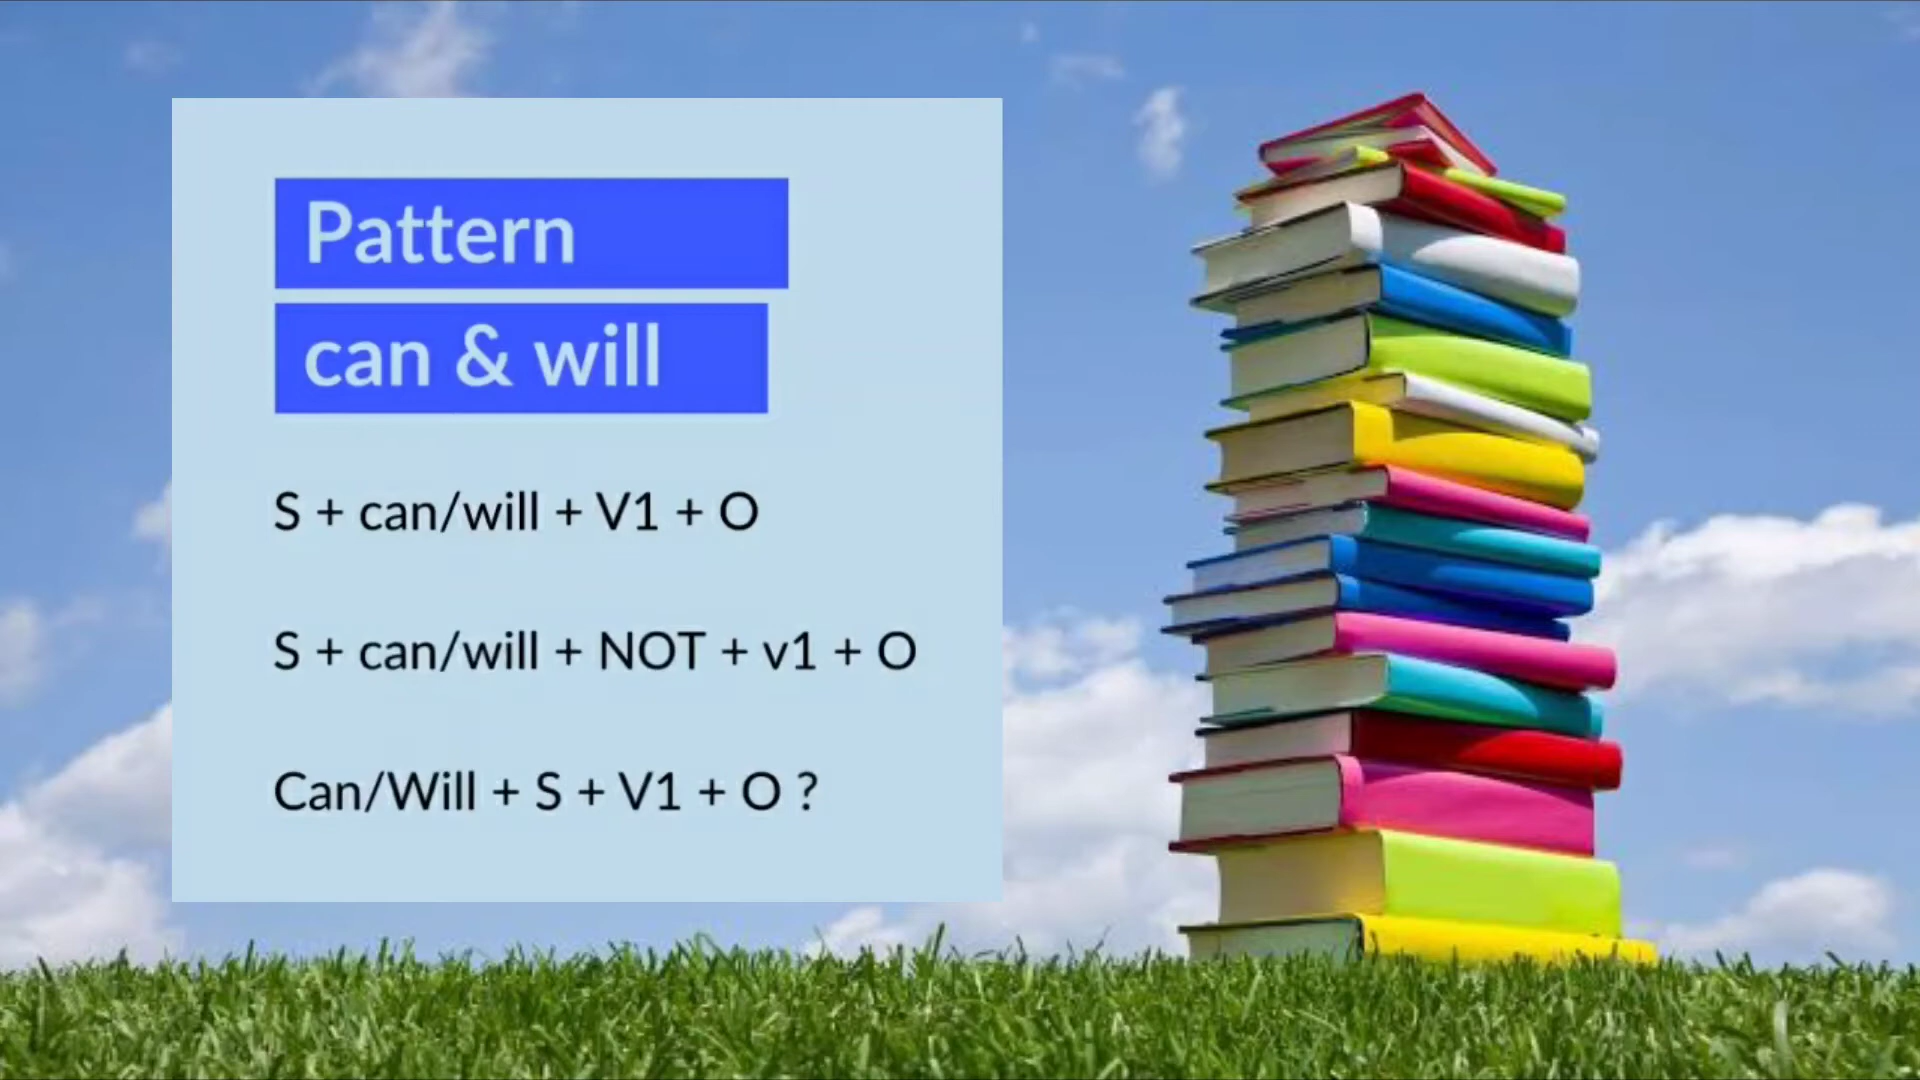 Pattern
can & will
S + can/will + V1 + O
S + can/will + NOT + v1 + O
Can/Will + S + V1 + O ?